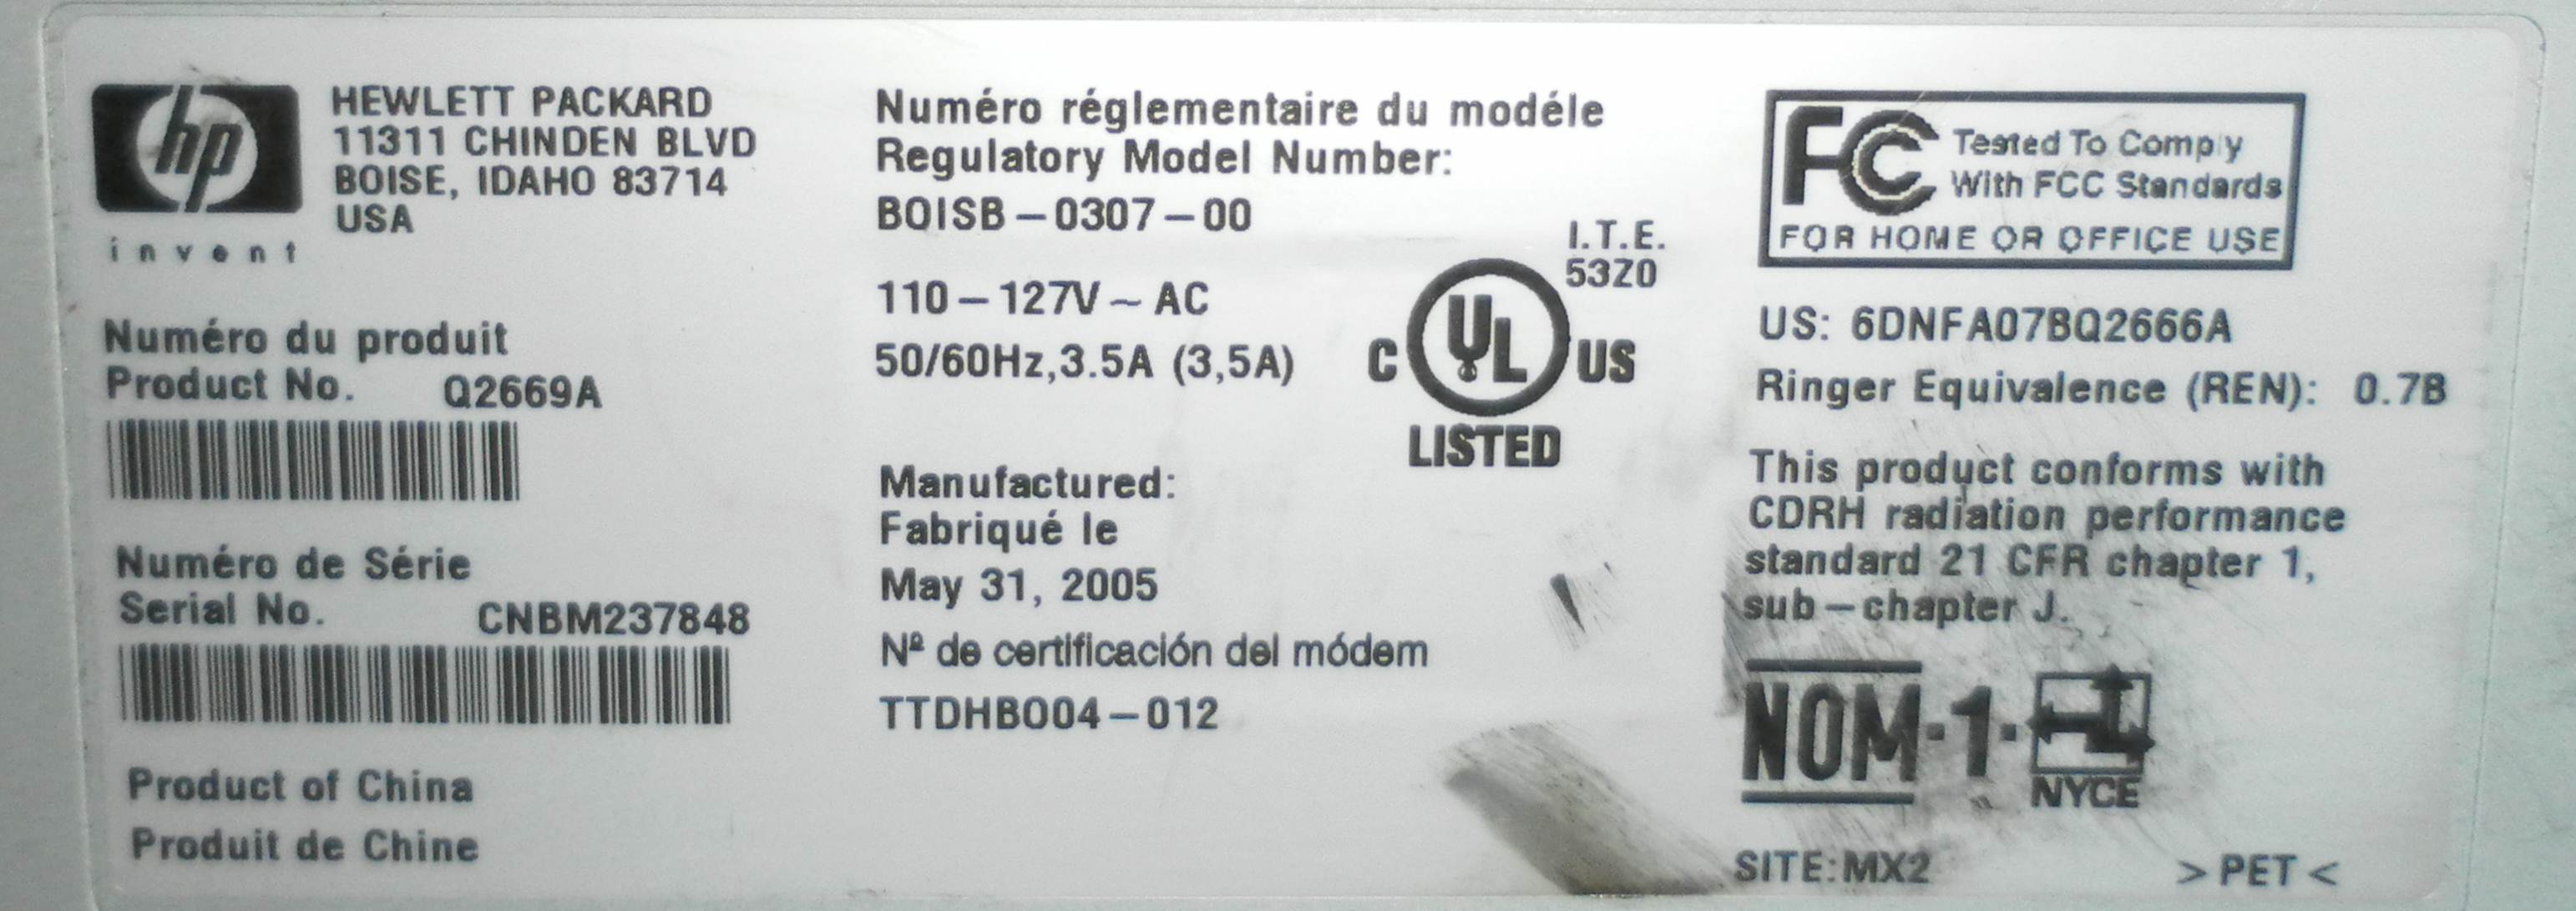 hp
invent
HEWLETT PACKARD
11311 CHINDEN BLVD
BOISE, IDAHO 83714
USA
Numéro du produit
Product No. Q2669A
Numéro de Série
Serial No. CNBM237848
Product of China
Produit de Chine
Numéro réglementaire du modéle
Regulatory Model Number:
BOISB-0307-00
110-127V~ AC
50/60Hz,3.5A (3,5A)
I.T.E.
53Z0
C UL US
LISTED
Manufactured:
Fabriqué le
May 31, 2005
Nº de certificación del módem
TTDHBO04-012
FC Tested To Comply
With FCC Standards
FOR HOME OR OFFICE USE
US: 6DNFA07BQ2666A
Ringer Equivalence (REN): 0.7B
This product conforms with
CDRH radiation performance
standard 21 CFR chapter 1,
sub-chapter J.
NOM-1-
NYCE
SITE:MX2 >PET<